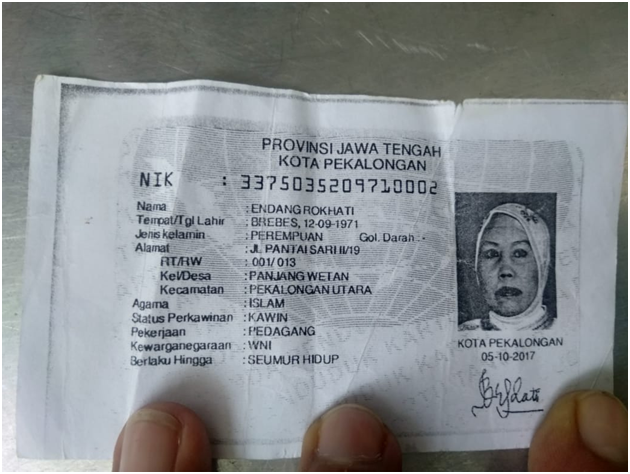 PROVINSI JAWA TENGAH
KOTA PEKALONGAN
NIK : 3375035209710002
Nama : ENDANG ROKHATI
Tempat/Tgl Lahir : BREBES, 12-09-1971
Jenis kelamin : PEREMPUAN Gol. Darah : -
Alamat : JL. PANTAI SARI II/19
RT/RW : 001/ 013
Kel/Desa : PANJANG WETAN
Kecamatan : PEKALONGAN UTARA
Agama : ISLAM
Status Perkawinan : KAWIN
Pekerjaan : PEDAGANG
Kewarganegaraan : WNI
Berlaku Hingga : SEUMUR HIDUP
KOTA PEKALONGAN
05-10-2017